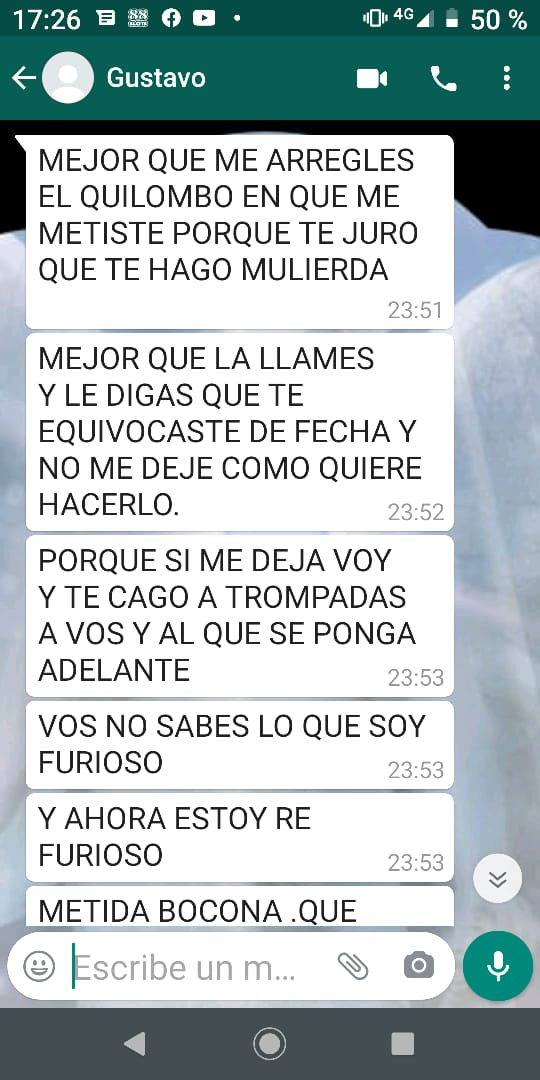 17:26
4G
50 %
Gustavo
MEJOR QUE ME ARREGLES
EL QUILOMBO EN QUE ME
METISTE PORQUE TE JURO
QUE TE HAGO MULIERDA
23:51
MEJOR QUE LA LLAMES
Y LE DIGAS QUE TE
EQUIVOCASTE DE FECHA Y
NO ME DEJE COMO QUIERE
HACERLO.
23:52
PORQUE SI ME DEJA VOY
Y TE CAGO A TROMPADAS
A VOS Y AL QUE SE PONGA
ADELANTE
23:53
VOS NO SABES LO QUE SOY
FURIOSO
23:53
Y AHORA ESTOY RE
FURIOSO
23:53
METIDA BOCONA .QUE
Escribe un m...